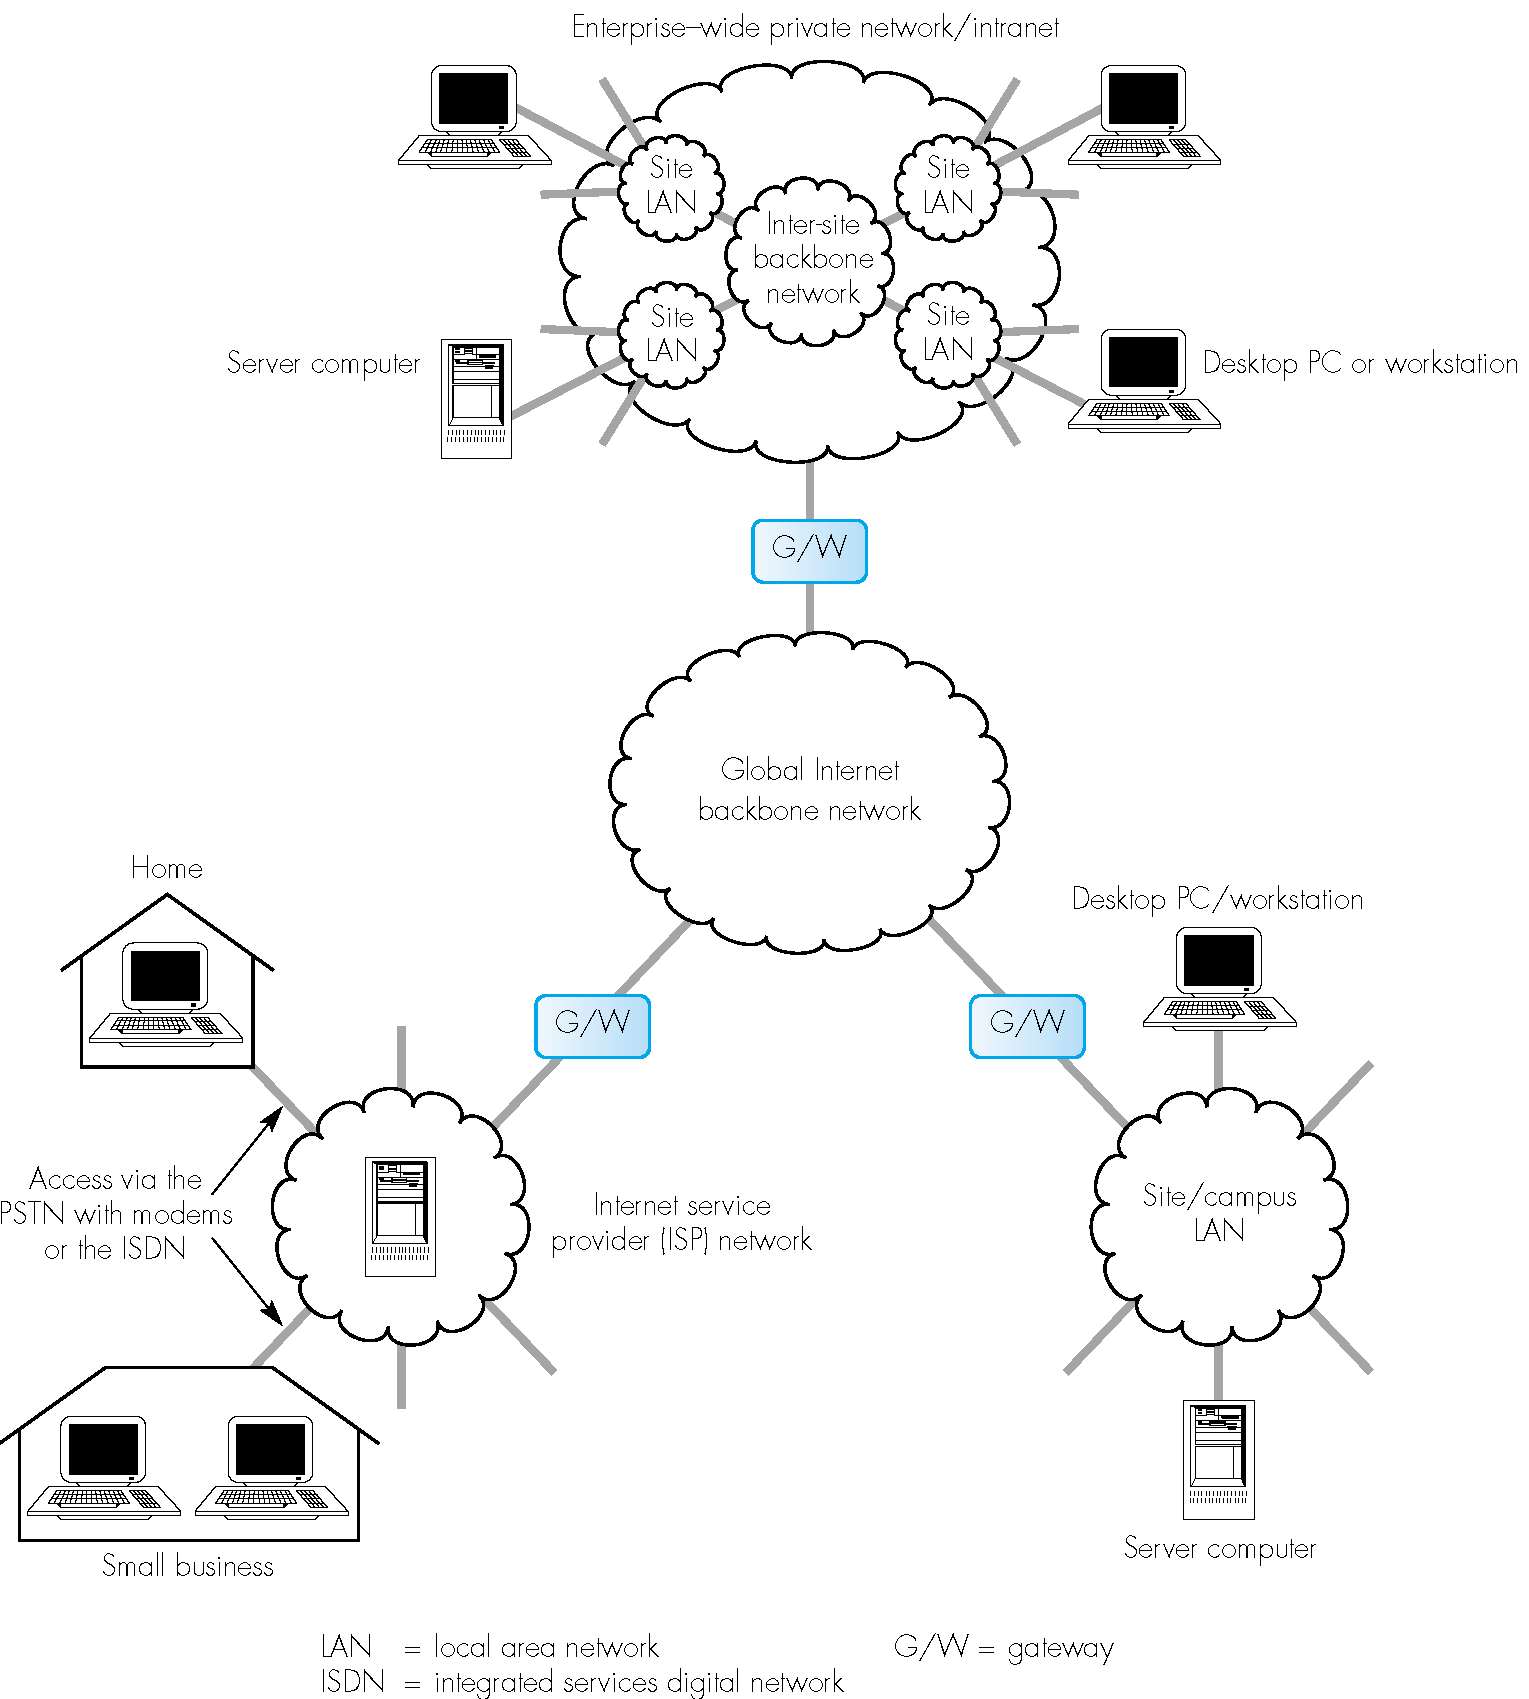 Enterprise–wide private network/intranet
Site
LAN
Site
LAN
Inter-site
backbone
network
Site
LAN
Site
LAN
Server computer
Desktop PC or workstation
G/W
Global Internet
backbone network
Home
Desktop PC/workstation
G/W
G/W
Access via the
PSTN with modems
or the ISDN
Internet service
provider (ISP) network
Site/campus
LAN
Small business
Server computer
LAN = local area network
G/W = gateway
ISDN = integrated services digital network